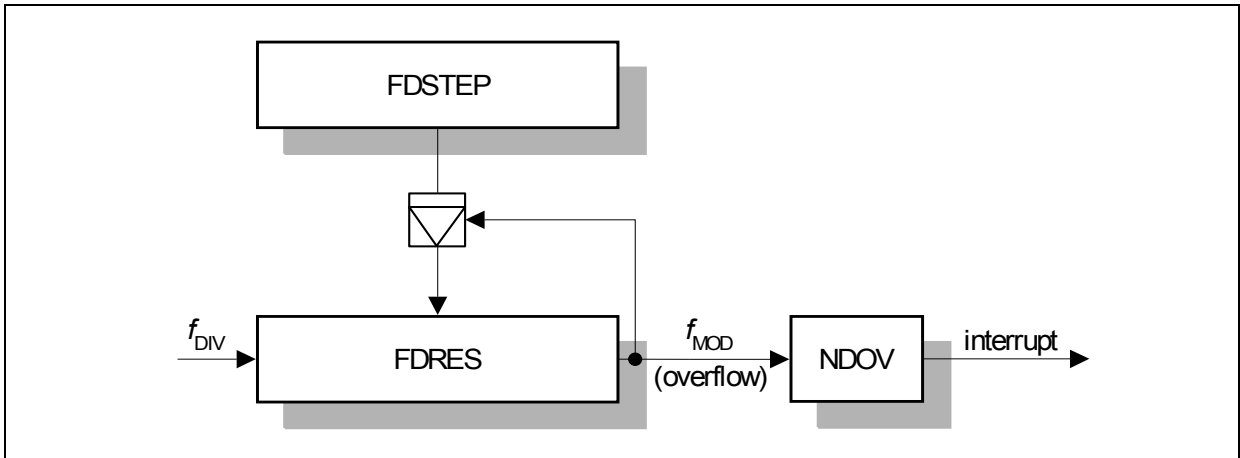 FDSTEP
fDIV
FDRES
fMOD
(overflow)
NDOV
interrupt